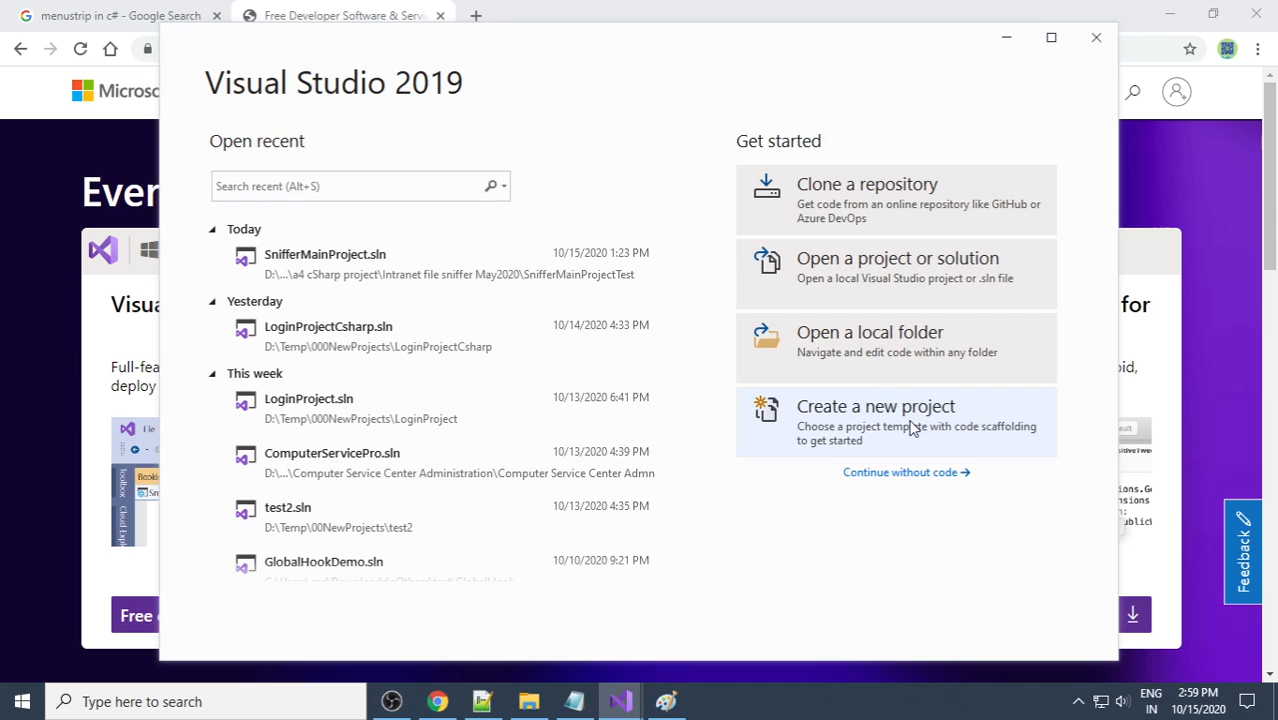 menustrip in c# - Google Search
Free Developer Software & Servi
Microso
Ever
Visua
Full-fea
deploy
File
Toolbox
Cloud Explo
Bookin
Free
Visual Studio 2019
Open recent
Search recent (Alt+S)
Today
SnifferMainProject.sln 10/15/2020 1:23 PM
D:\...\a4 cSharp project\Intranet file sniffer May2020\SnifferMainProjectTest
Yesterday
LoginProjectCsharp.sln 10/14/2020 4:33 PM
D:\Temp\000NewProjects\LoginProjectCsharp
This week
LoginProject.sln 10/13/2020 6:41 PM
D:\Temp\000NewProjects\LoginProject
ComputerServicePro.sln 10/13/2020 4:39 PM
D:\...\Computer Service Center Administration\Computer Service Center Admn
test2.sln 10/13/2020 4:35 PM
D:\Temp\00NewProjects\test2
GlobalHookDemo.sln 10/10/2020 9:21 PM
Get started
Clone a repository
Get code from an online repository like GitHub or
Azure DevOps
Open a project or solution
Open a local Visual Studio project or .sln file
Open a local folder
Navigate and edit code within any folder
Create a new project
Choose a project template with code scaffolding
to get started
Continue without code →
for
oid,
Feedback
Type here to search
ENG
IN
2:59 PM
10/15/2020